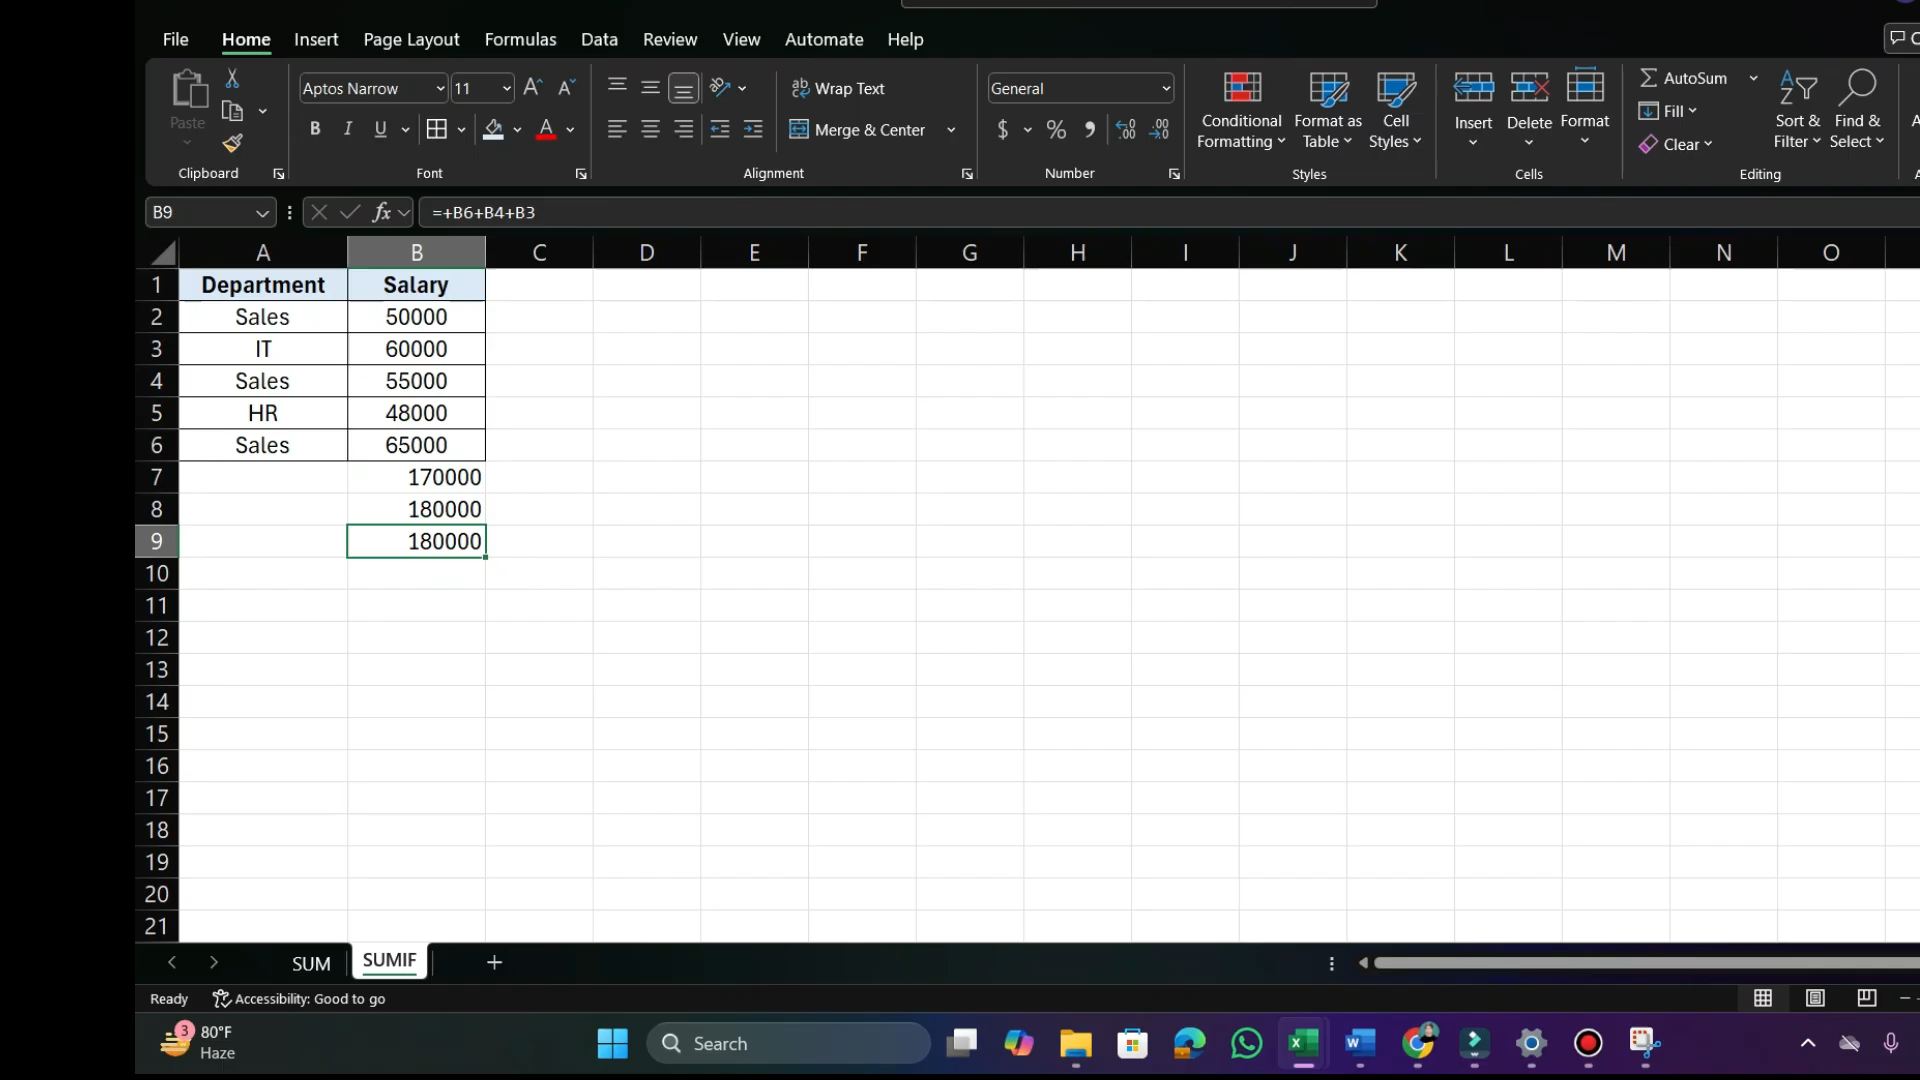 File Home Insert Page Layout Formulas Data Review View Automate Help
Paste
Clipboard
Aptos Narrow 11
B I U
Font
Wrap Text
Merge & Center
Alignment
General
$ % 9
Number
Conditional Formatting
Format as Table
Cell Styles
Styles
Insert Delete Format
Cells
AutoSum
Fill
Clear
Sort & Filter
Find & Select
Editing
B9 fx =+B6+B4+B3
A B C D E F G H I J K L M N O
1 Department Salary
2 Sales 50000
3 IT 60000
4 Sales 55000
5 HR 48000
6 Sales 65000
7 170000
8 180000
9 180000
10
11
12
13
14
15
16
17
18
19
20
21
SUM SUMIF +
Ready Accessibility: Good to go
3 80°F
Haze
Search